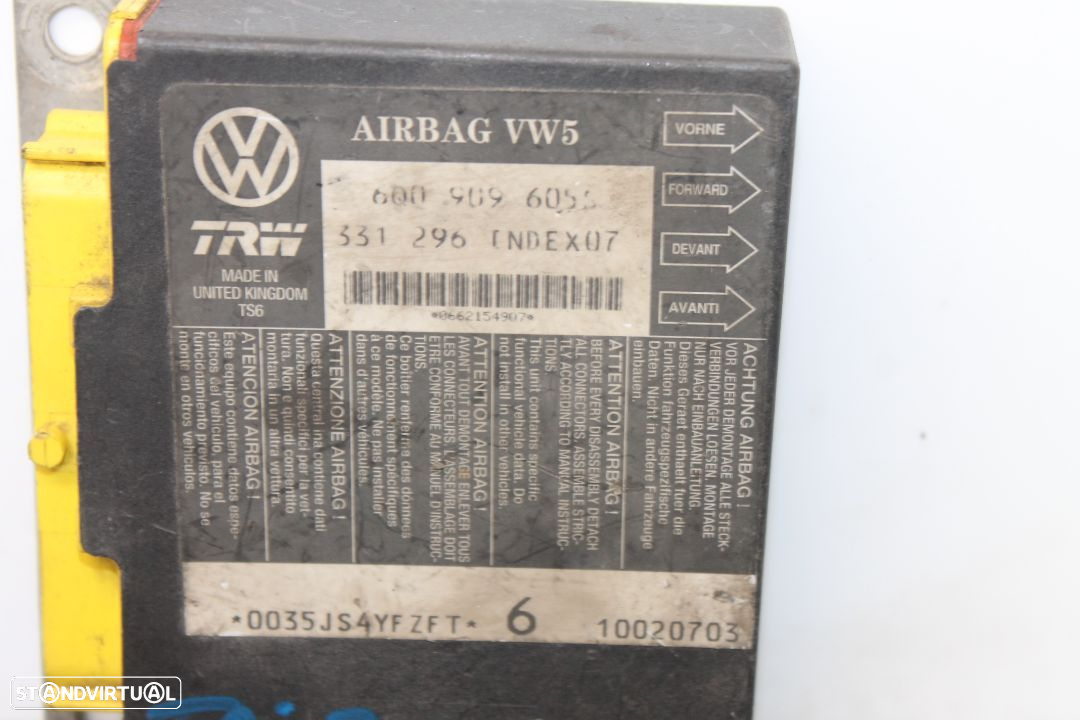 AIRBAG VW5
VORNE
FORWARD
DEVANT
AVANTI
TRW
MADE IN
UNITED KINGDOM
TS6
6Q0 909 605
331 296 INDEX07
*0662154907*
ACHTUNG AIRBAG !
VOR JEDER DEMONTAGE ALLE STECK-
VERBINDUNGEN LOESEN. MONTAGE
NUR NACH EINBAUANLEITUNG.
Dieses Geraet enthaelt fuer die
Funktion fahrzeugspezifische
Daten. Nicht in andere Fahrzeuge
einbauen.
ATTENTION AIRBAG !
BEFORE EVERY DISASSEMBLY DETACH
ALL CONNECTORS, ASSEMBLE STRIC-
TLY ACCORDING TO MANUAL INSTRUC-
TIONS.
This unit contains specific
functional vehicle data. Do
not install in other vehicles.
ATTENTION AIRBAG !
AVANT TOUT DEMONTAGE ENLEVER TOUS
LES CONNECTEURS, L'ASSEMBLAGE DOIT
ETRE CONFORME AU MANUEL D'INSTRUC-
TIONS.
Ce boîtier renferme des données
de fonctionnement spécifiques
à ce modèle. Ne pas installer
dans d'autres véhicules.
ATTENZIONE AIRBAG !
Questa centralina contiene dati
funzionali specifici per la vet-
tura. Non e quindi consentito
montarla in un altra vettura.
ATENCION AIRBAG !
Este equipo contiene datos espe-
cíficos del vehículo, para el
funcionamiento previsto. No se
monte en otros vehículos.
*0035JS4YFZFT* 6 10020703
STANDVIRTUAL